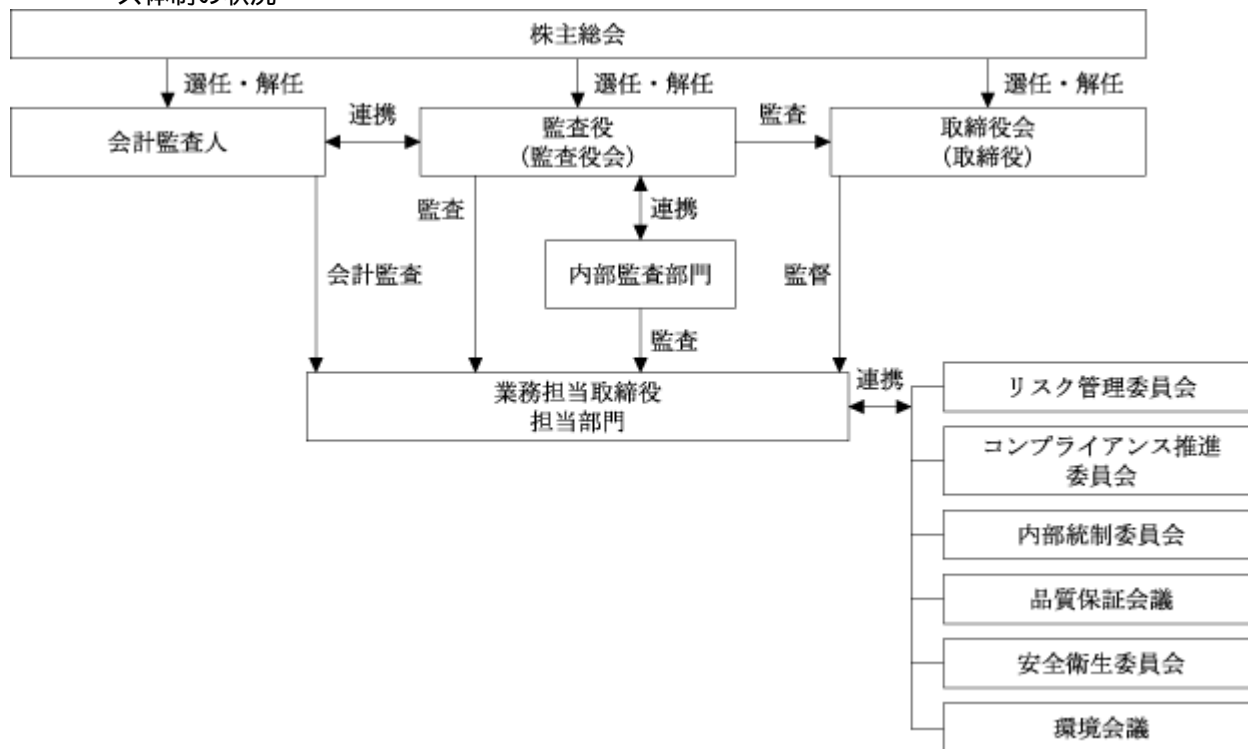 ス体制の状況
株主総会
選任・解任
選任・解任
選任・解任
会計監査人
連携
監査役
(監査役会)
監査
取締役会
(取締役)
監査
連携
会計監査
内部監査部門
監督
監査
業務担当取締役
担当部門
連携
リスク管理委員会
コンプライアンス推進
委員会
内部統制委員会
品質保証会議
安全衛生委員会
環境会議